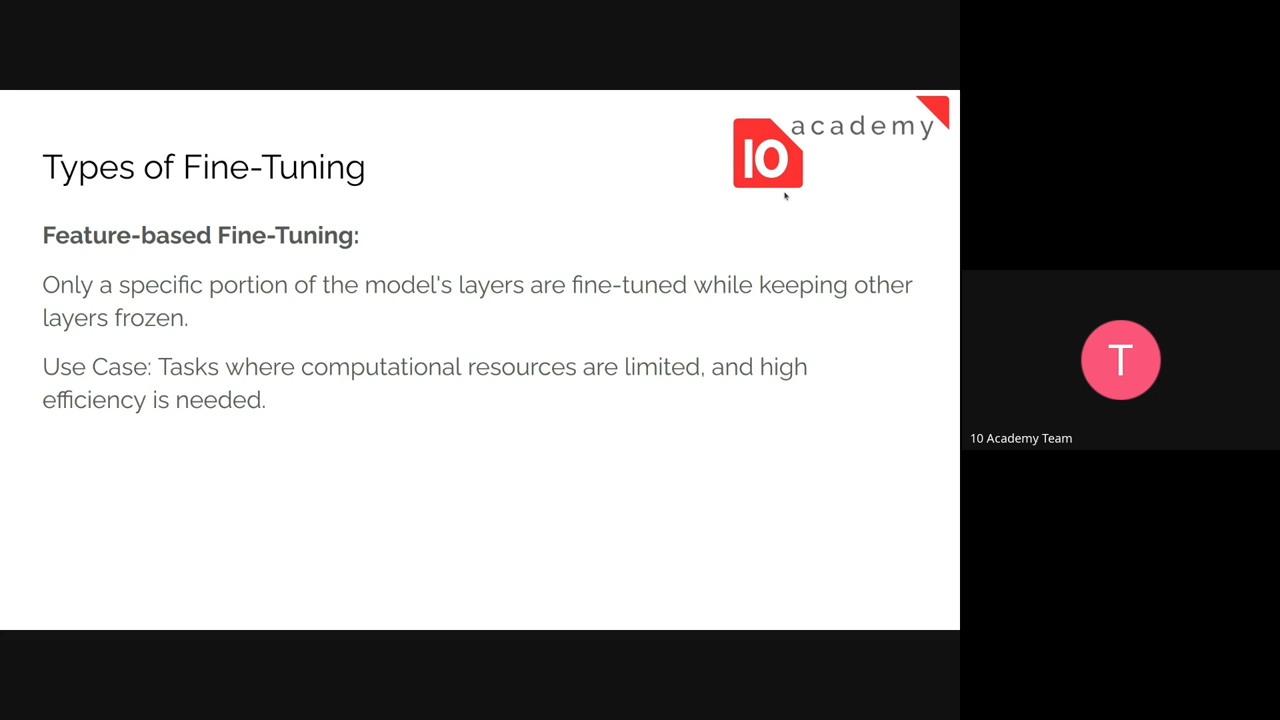 academy
10
Types of Fine-Tuning
Feature-based Fine-Tuning:
Only a specific portion of the model's layers are fine-tuned while keeping other
layers frozen.
Use Case: Tasks where computational resources are limited, and high
efficiency is needed.
T
10 Academy Team